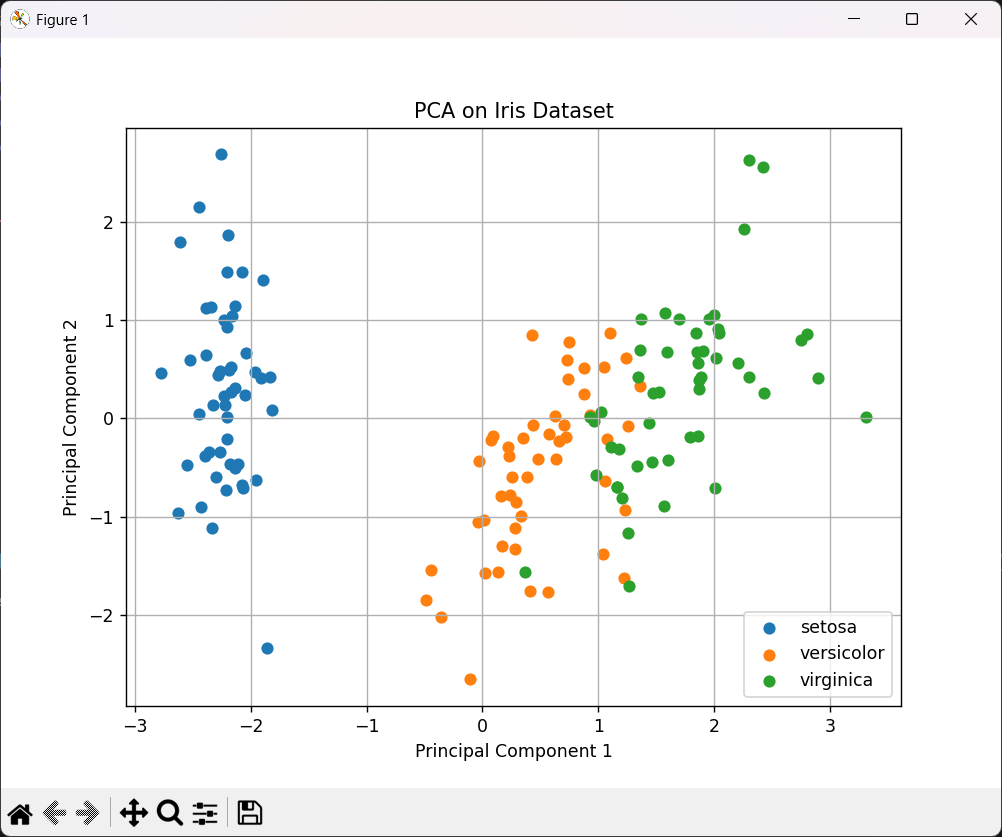 Figure 1
PCA on Iris Dataset
2
1
0
−1
−2
Principal Component 2
setosa
versicolor
virginica
−3 −2 −1 0 1 2 3
Principal Component 1